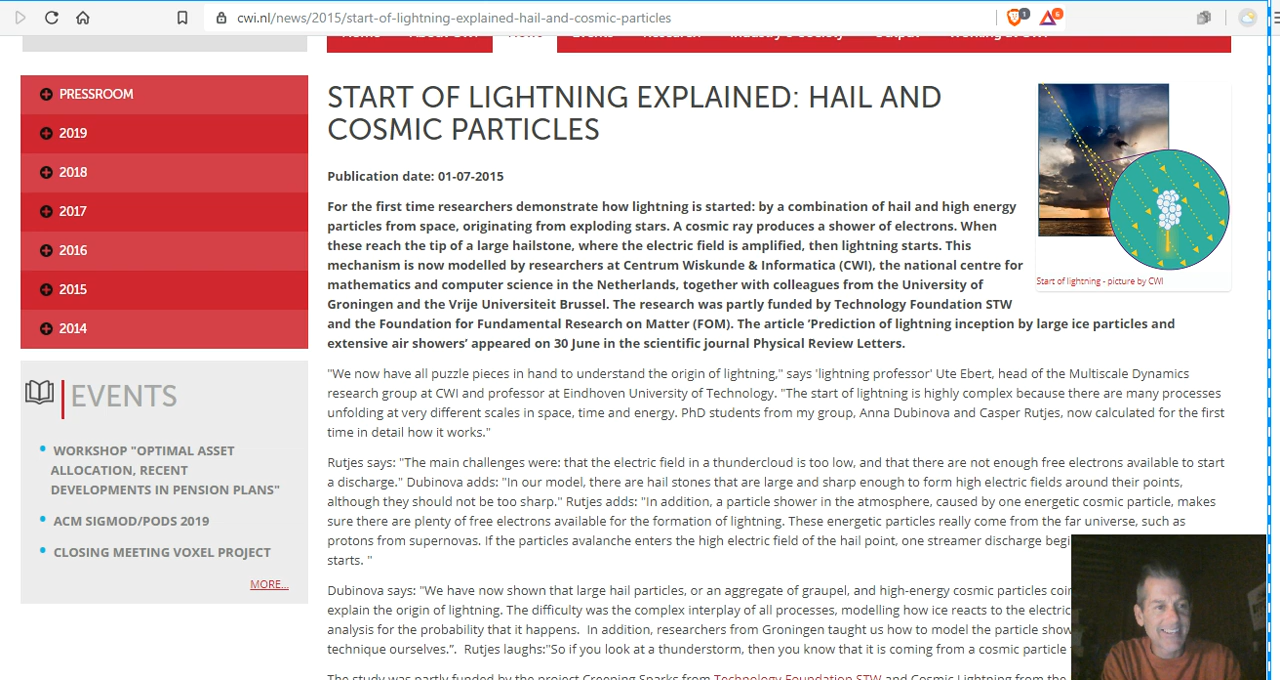 cwi.nl/news/2015/start-of-lightning-explained-hail-and-cosmic-particles
1
6
PRESSROOM
2019
2018
2017
2016
2015
2014
EVENTS
WORKSHOP "OPTIMAL ASSET
ALLOCATION, RECENT
DEVELOPMENTS IN PENSION PLANS"
ACM SIGMOD/PODS 2019
CLOSING MEETING VOXEL PROJECT
MORE...
START OF LIGHTNING EXPLAINED: HAIL AND
COSMIC PARTICLES
Publication date: 01-07-2015
For the first time researchers demonstrate how lightning is started: by a combination of hail and high energy
particles from space, originating from exploding stars. A cosmic ray produces a shower of electrons. When
these reach the tip of a large hailstone, where the electric field is amplified, then lightning starts. This
mechanism is now modelled by researchers at Centrum Wiskunde & Informatica (CWI), the national centre for
mathematics and computer science in the Netherlands, together with colleagues from the University of
Groningen and the Vrije Universiteit Brussel. The research was partly funded by Technology Foundation STW
and the Foundation for Fundamental Research on Matter (FOM). The article ‘Prediction of lightning inception by large ice particles and
extensive air showers’ appeared on 30 June in the scientific journal Physical Review Letters.
Start of lightning - picture by CWI
"We now have all puzzle pieces in hand to understand the origin of lightning," says 'lightning professor' Ute Ebert, head of the Multiscale Dynamics
research group at CWI and professor at Eindhoven University of Technology. "The start of lightning is highly complex because there are many processes
unfolding at very different scales in space, time and energy. PhD students from my group, Anna Dubinova and Casper Rutjes, now calculated for the first
time in detail how it works."
Rutjes says: "The main challenges were: that the electric field in a thundercloud is too low, and that there are not enough free electrons available to start
a discharge." Dubinova adds: "In our model, there are hail stones that are large and sharp enough to form high electric fields around their points,
although they should not be too sharp." Rutjes adds: "In addition, a particle shower in the atmosphere, caused by one energetic cosmic particle, makes
sure there are plenty of free electrons available for the formation of lightning. These energetic particles really come from the far universe, such as
protons from supernovas. If the particles avalanche enters the high electric field of the hail point, one streamer discharge
starts. "
Dubinova says: "We have now shown that large hail particles, or an aggregate of graupel, and high-energy cosmic particles
explain the origin of lightning. The difficulty was the complex interplay of all processes, modelling how ice reacts to the electric
analysis for the probability that it happens. In addition, researchers from Groningen taught us how to model the particle
technique ourselves.”. Rutjes laughs:"So if you look at a thunderstorm, then you know that it is coming from a cosmic particle
The study was partly funded by the project Creeping Sparks from Technology Foundation STW and Cosmic Lightning from the